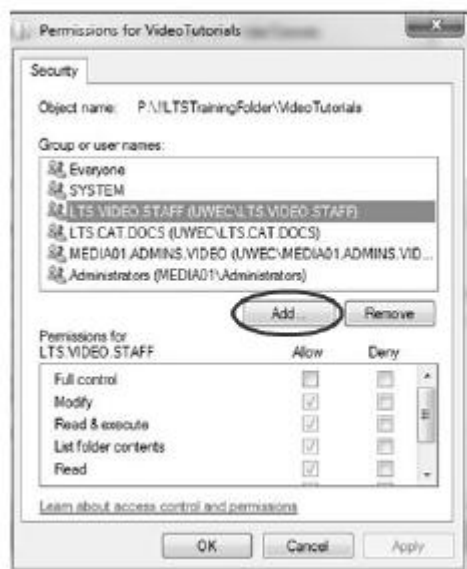 Permissions for VideoTutorials
Security
Object name: P:\!LTSTrainingFolder\VideoTutorials
Group or user names:
Everyone
SYSTEM
LTS.VIDEO.STAFF (UWEC\LTS.VIDEO.STAFF)
LTS.CAT.DOCS (UWEC\LTS.CAT.DOCS)
MEDIA01.ADMINS.VIDEO (UWEC\MEDIA01.ADMINS.VID...
Administrators (MEDIA01\Administrators)
Add... Remove
Permissions for
LTS.VIDEO.STAFF Allow Deny
Full control
Modify
Read & execute
List folder contents
Read
Learn about access control and permissions
OK Cancel Apply